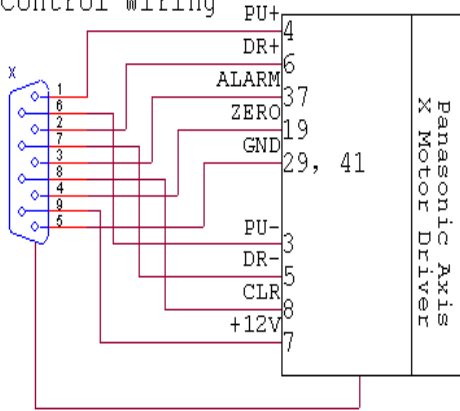 Control Wiring
X
1
6
2
7
3
8
4
9
5
PU+
4
DR+
6
ALARM
37
ZERO
19
GND
29, 41
PU-
3
DR-
5
CLR
8
+12V
7
Panasonic Axis
X Motor Driver